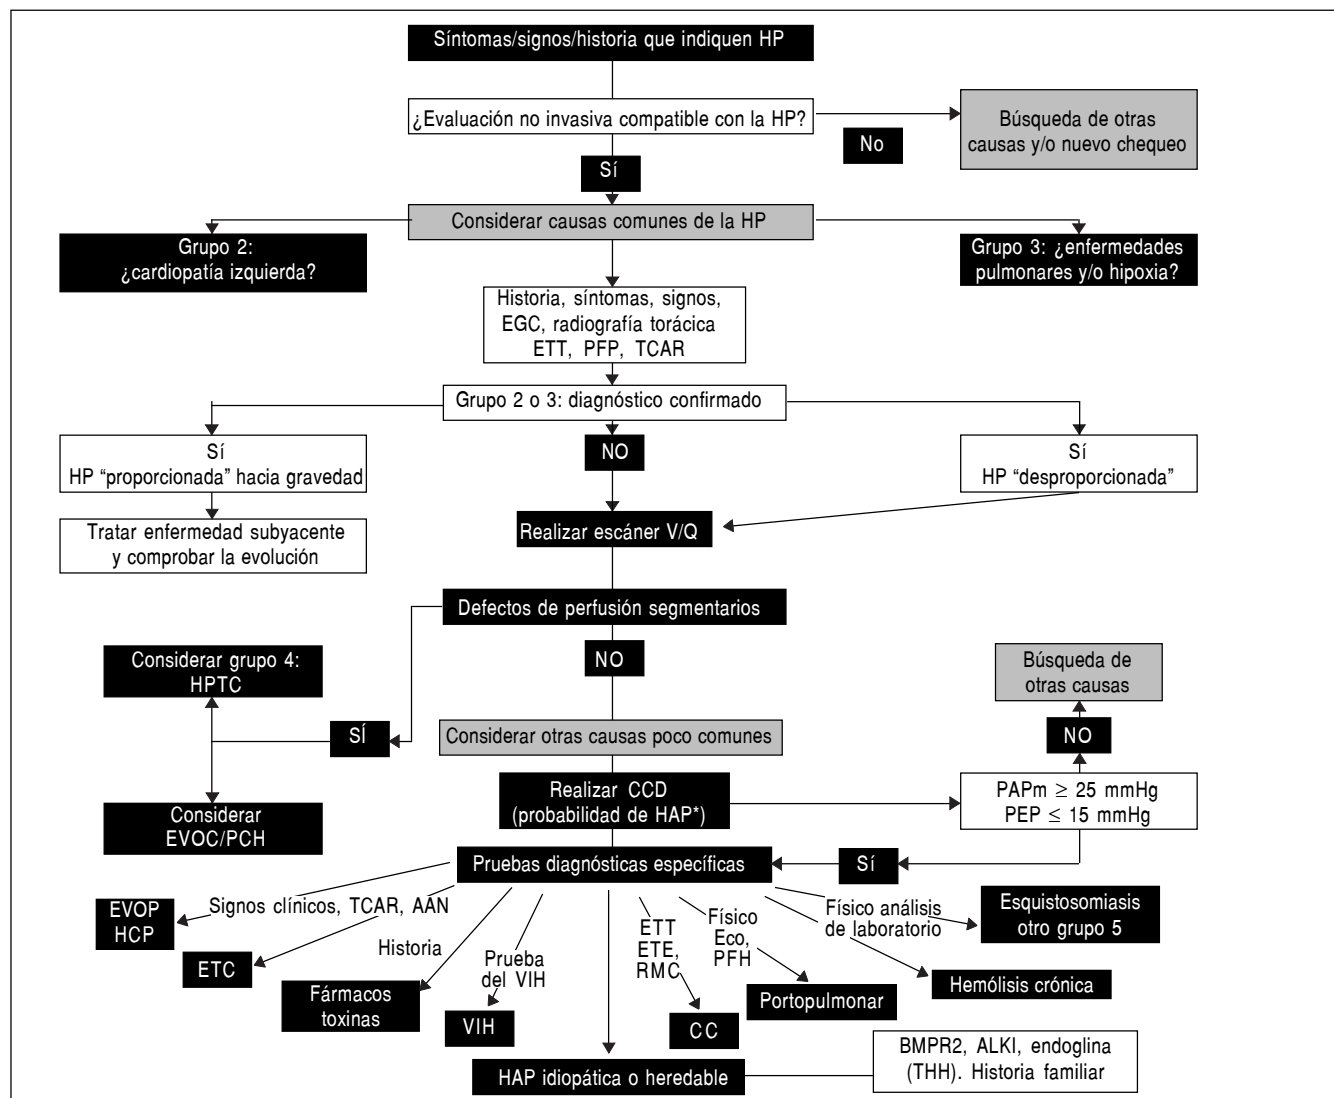 Síntomas/signos/historia que indiquen HP
¿Evaluación no invasiva compatible con la HP?
No
Búsqueda de otras
causas y/o nuevo chequeo
Sí
Considerar causas comunes de la HP
Grupo 2:
¿cardiopatía izquierda?
Grupo 3: ¿enfermedades
pulmonares y/o hipoxia?
Historia, síntomas, signos,
EGC, radiografía torácica
ETT, PFP, TCAR
Grupo 2 o 3: diagnóstico confirmado
Sí
HP “proporcionada” hacia gravedad
NO
Sí
HP “desproporcionada”
Tratar enfermedad subyacente
y comprobar la evolución
Realizar escáner V/Q
Defectos de perfusión segmentarios
Considerar grupo 4:
HPTC
NO
Búsqueda de
otras causas
SÍ
Considerar otras causas poco comunes
NO
Considerar
EVOC/PCH
Realizar CCD
(probabilidad de HAP*)
PAPm ≥ 25 mmHg
PEP ≤ 15 mmHg
Pruebas diagnósticas específicas
Sí
EVOP
HCP
Signos clínicos, TCAR, AAN
ETC
Historia
Fármacos
toxinas
Prueba
del VIH
VIH
ETT
ETE,
RMC
CC
Físico
Eco,
PFH
Portopulmonar
Físico análisis
de laboratorio
Esquistosomiasis
otro grupo 5
Hemólisis crónica
HAP idiopática o heredable
BMPR2, ALKI, endoglina
(THH). Historia familiar